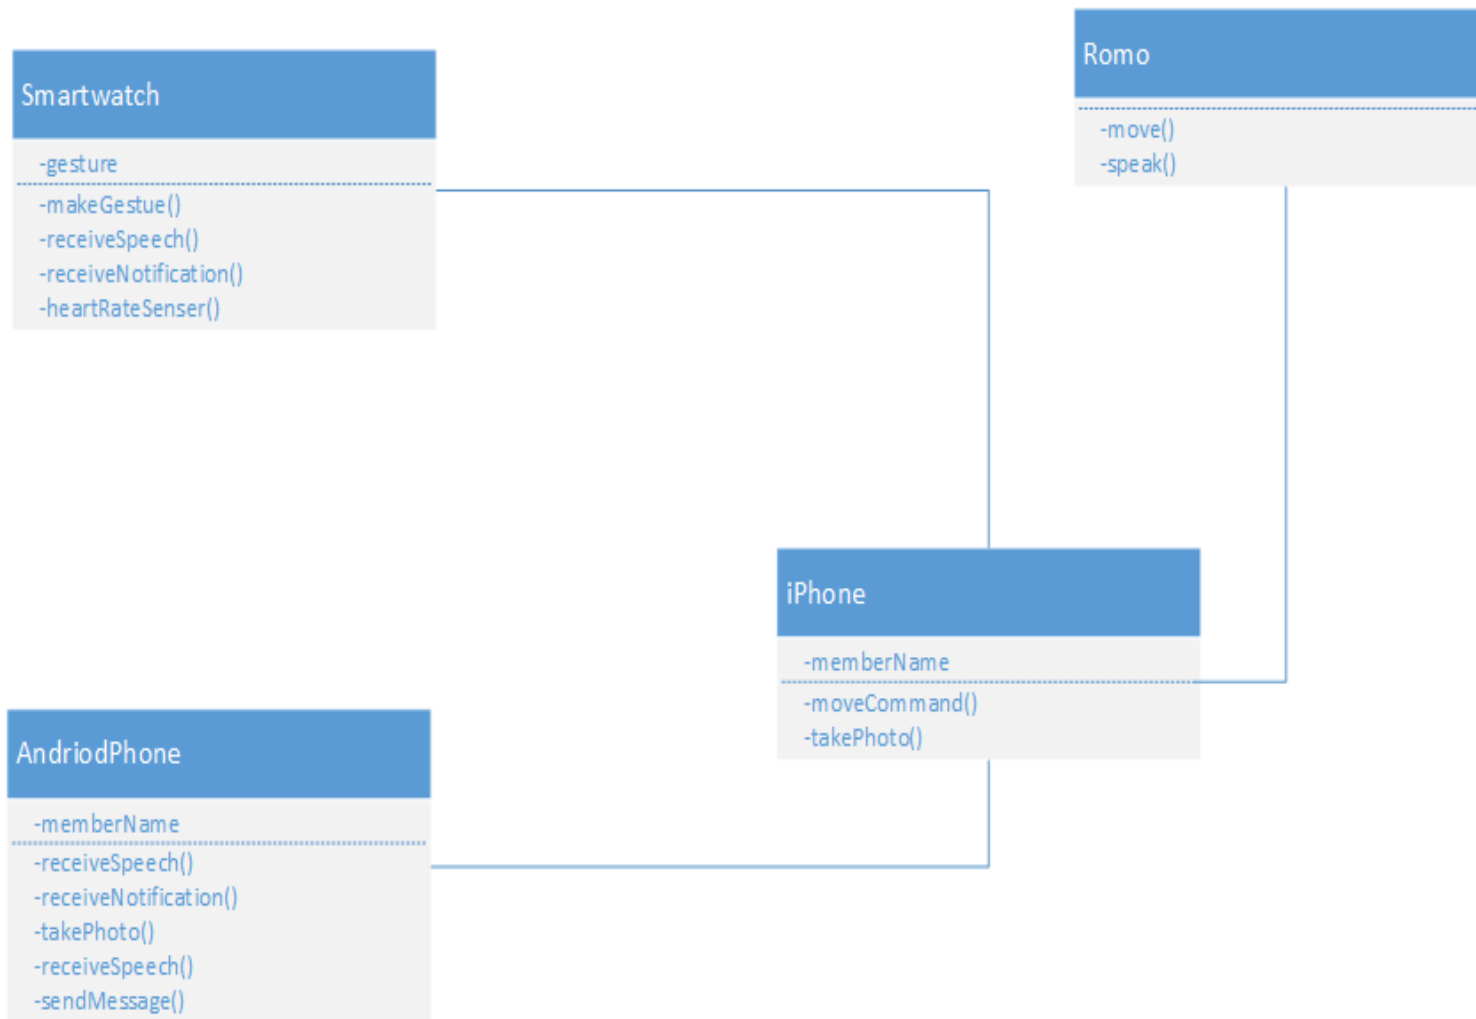 Smartwatch
-gesture
-makeGestue()
-receiveSpeech()
-receiveNotification()
-heartRateSenser()
Romo
-move()
-speak()
iPhone
-memberName
-moveCommand()
-takePhoto()
AndriodPhone
-memberName
-receiveSpeech()
-receiveNotification()
-takePhoto()
-receiveSpeech()
-sendMessage()